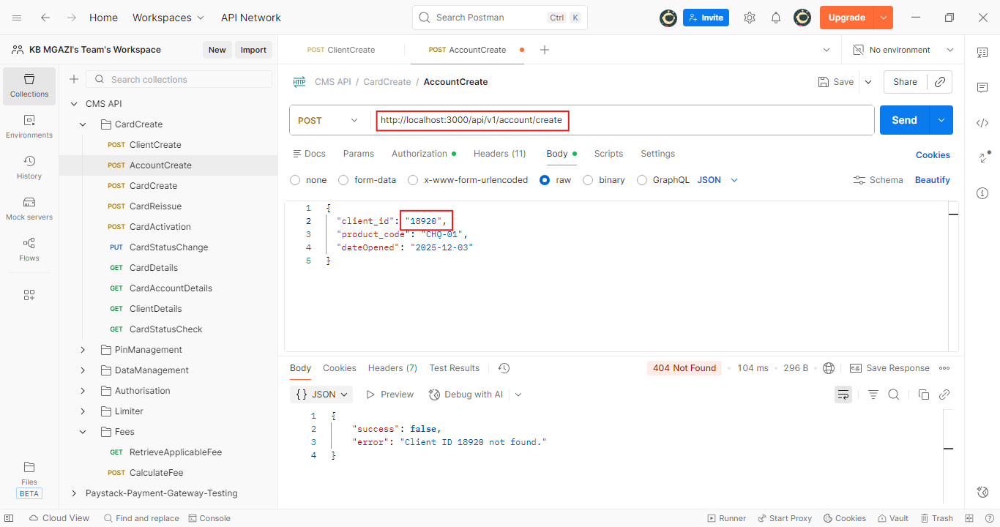 Home Workspaces API Network Search Postman Ctrl K Invite Upgrade
KB MGAZI's Team's Workspace New Import POST ClientCreate POST AccountCreate No environment
Collections
Environments
History
Mock servers
Flows
Files
BETA
Search collections
CMS API
CardCreate
POST ClientCreate
POST AccountCreate
POST CardCreate
POST CardReissue
POST CardActivation
PUT CardStatusChange
GET CardDetails
GET CardAccountDetails
GET ClientDetails
GET CardStatusCheck
PinManagement
DataManagement
Authorisation
Limiter
Fees
GET RetrieveApplicableFee
POST CalculateFee
Paystack-Payment-Gateway-Testing
HTTP CMS API / CardCreate / AccountCreate Save Share
POST http://localhost:3000/api/v1/account/create Send
Docs Params Authorization Headers (11) Body Scripts Settings Cookies
none form-data x-www-form-urlencoded raw binary GraphQL JSON Schema Beautify
1 {
2 "client_id": "18920",
3 "product_code": "CHQ-01",
4 "dateOpened": "2025-12-03"
5 }
Body Cookies Headers (7) Test Results 404 Not Found 104 ms 296 B e.g. Save Response
{} JSON Preview Debug with AI
1 {
2 "success": false,
3 "error": "Client ID 18920 not found."
4 }
Cloud View Find and replace Console Runner Start Proxy Cookies Vault Trash